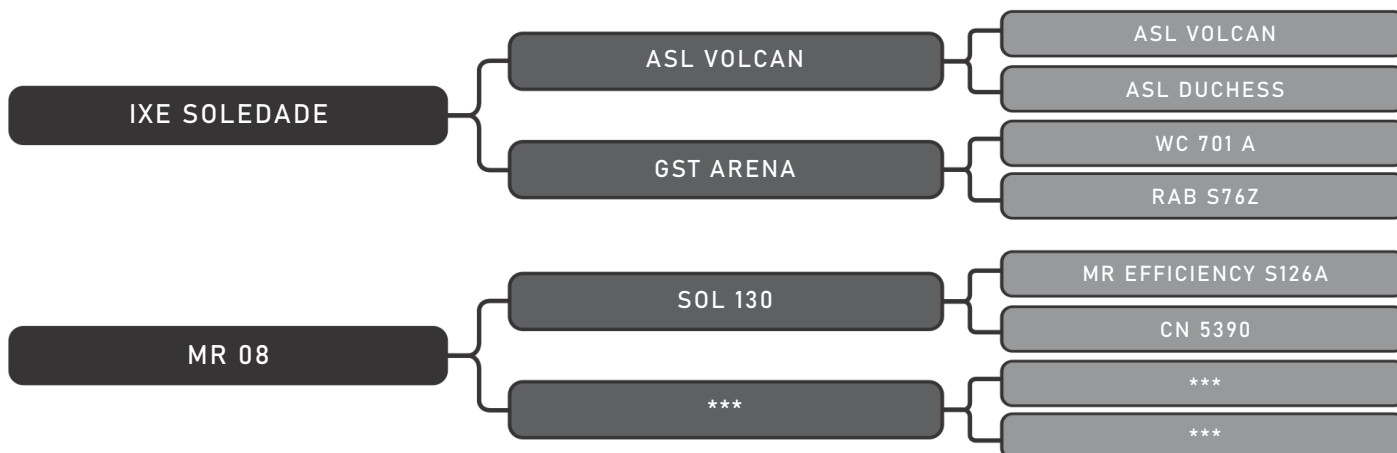 IXE SOLEDADE
ASL VOLCAN
ASL VOLCAN
ASL DUCHESS
GST ARENA
WC 701 A
RAB S76Z
MR 08
SOL 130
MR EFFICIENCY S126A
CN 5390
***
***
***